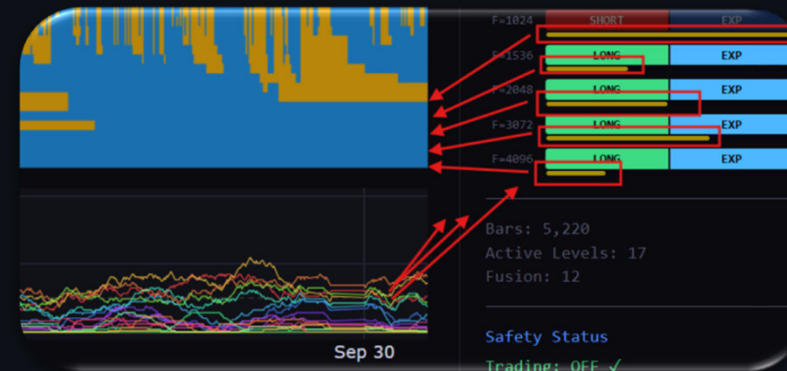 F=1024 SHORT EXP
F=1536 LONG EXP
F=2048 LONG EXP
F=3072 LONG EXP
F=4096 LONG EXP
Bars: 5,220
Active Levels: 17
Fusion: 12
Sep 30
Safety Status
Trading: OFF ✓